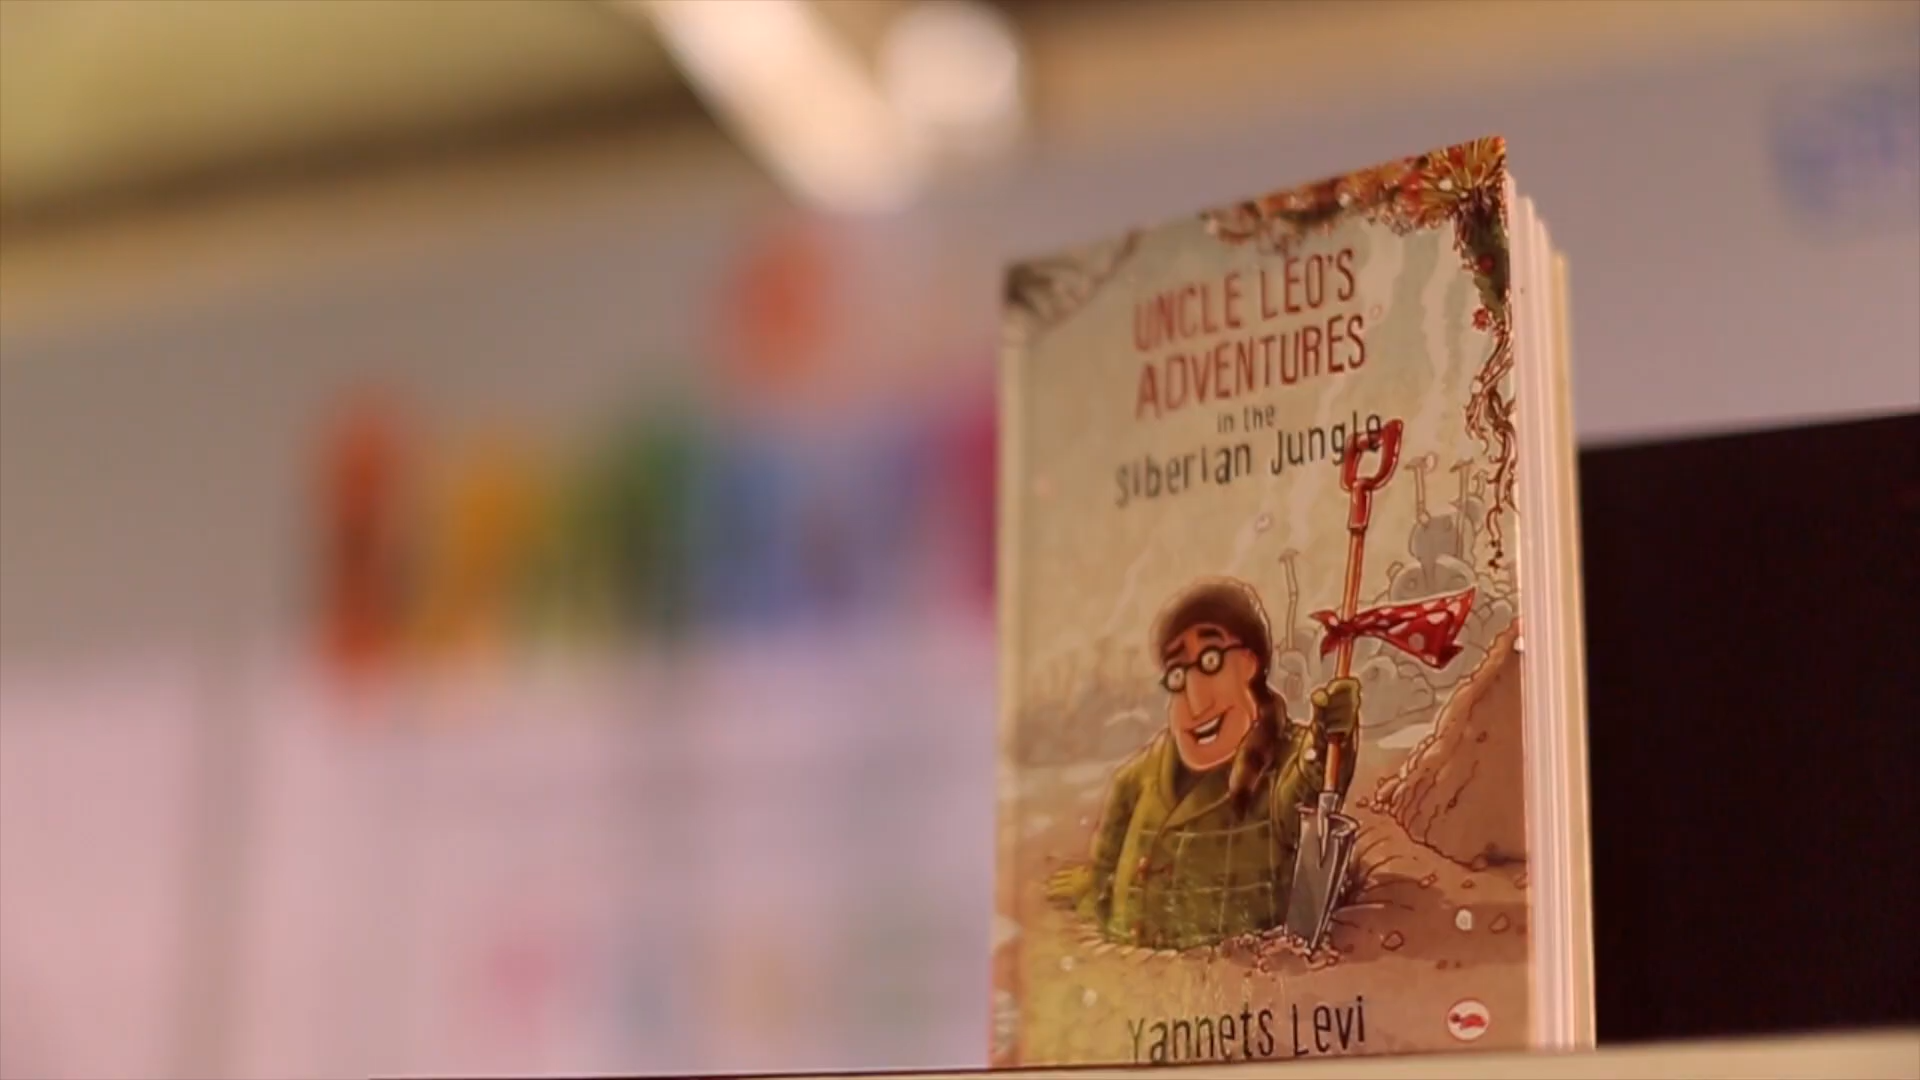 UNCLE LEO'S
ADVENTURES
in the
Siberian Jungle
Yannets Levi